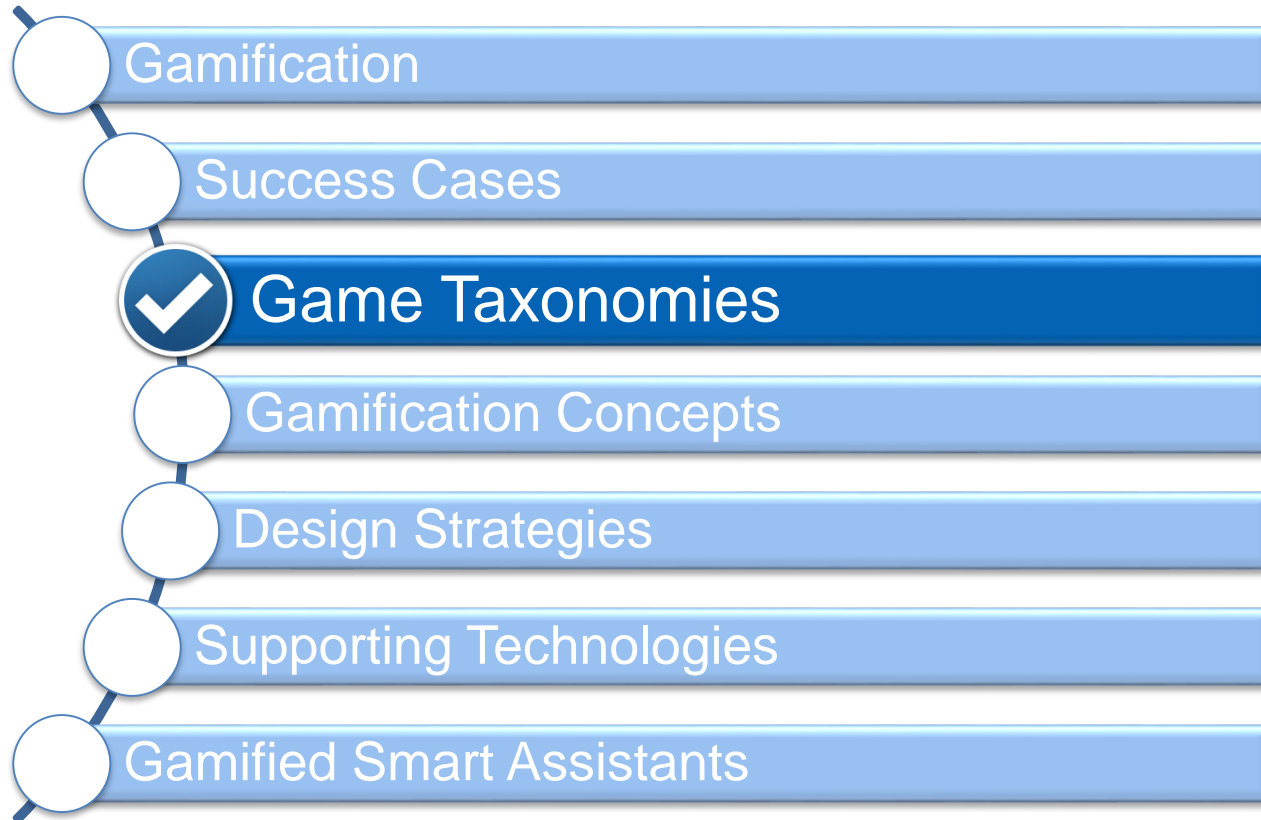 Gamification
Success Cases
Game Taxonomies
Gamification Concepts
Design Strategies
Supporting Technologies
Gamified Smart Assistants